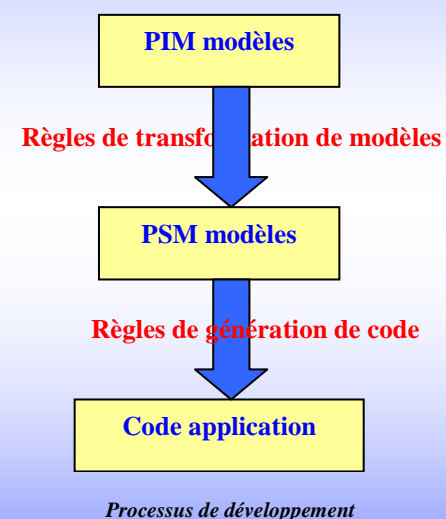 PIM modèles
Règles de transformation de modèles
PSM modèles
Règles de génération de code
Code application
Processus de développement